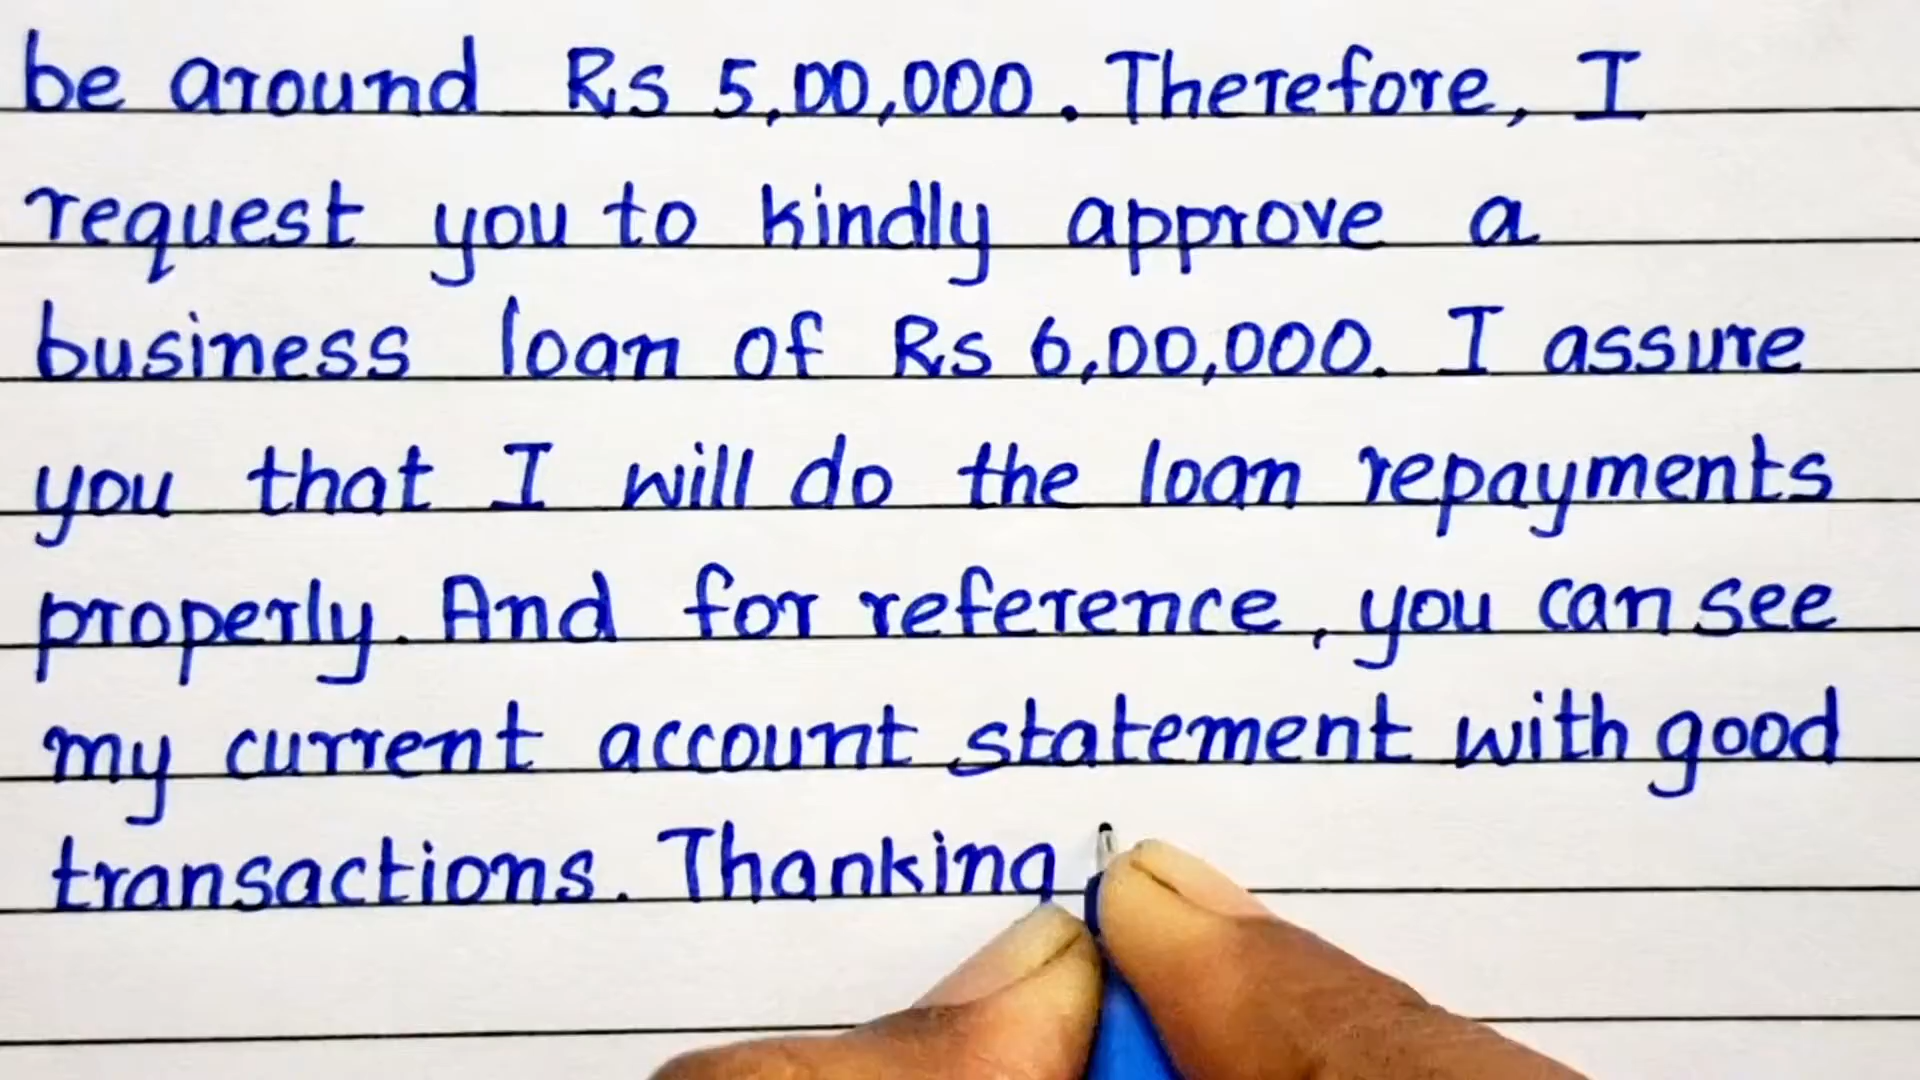 be around Rs 5,00,000. Therefore, I
request you to kindly approve a
business loan of Rs 6,00,000. I assure
you that I will do the loan repayments
properly. And for reference, you can see
my current account statement with good
transactions. Thanking